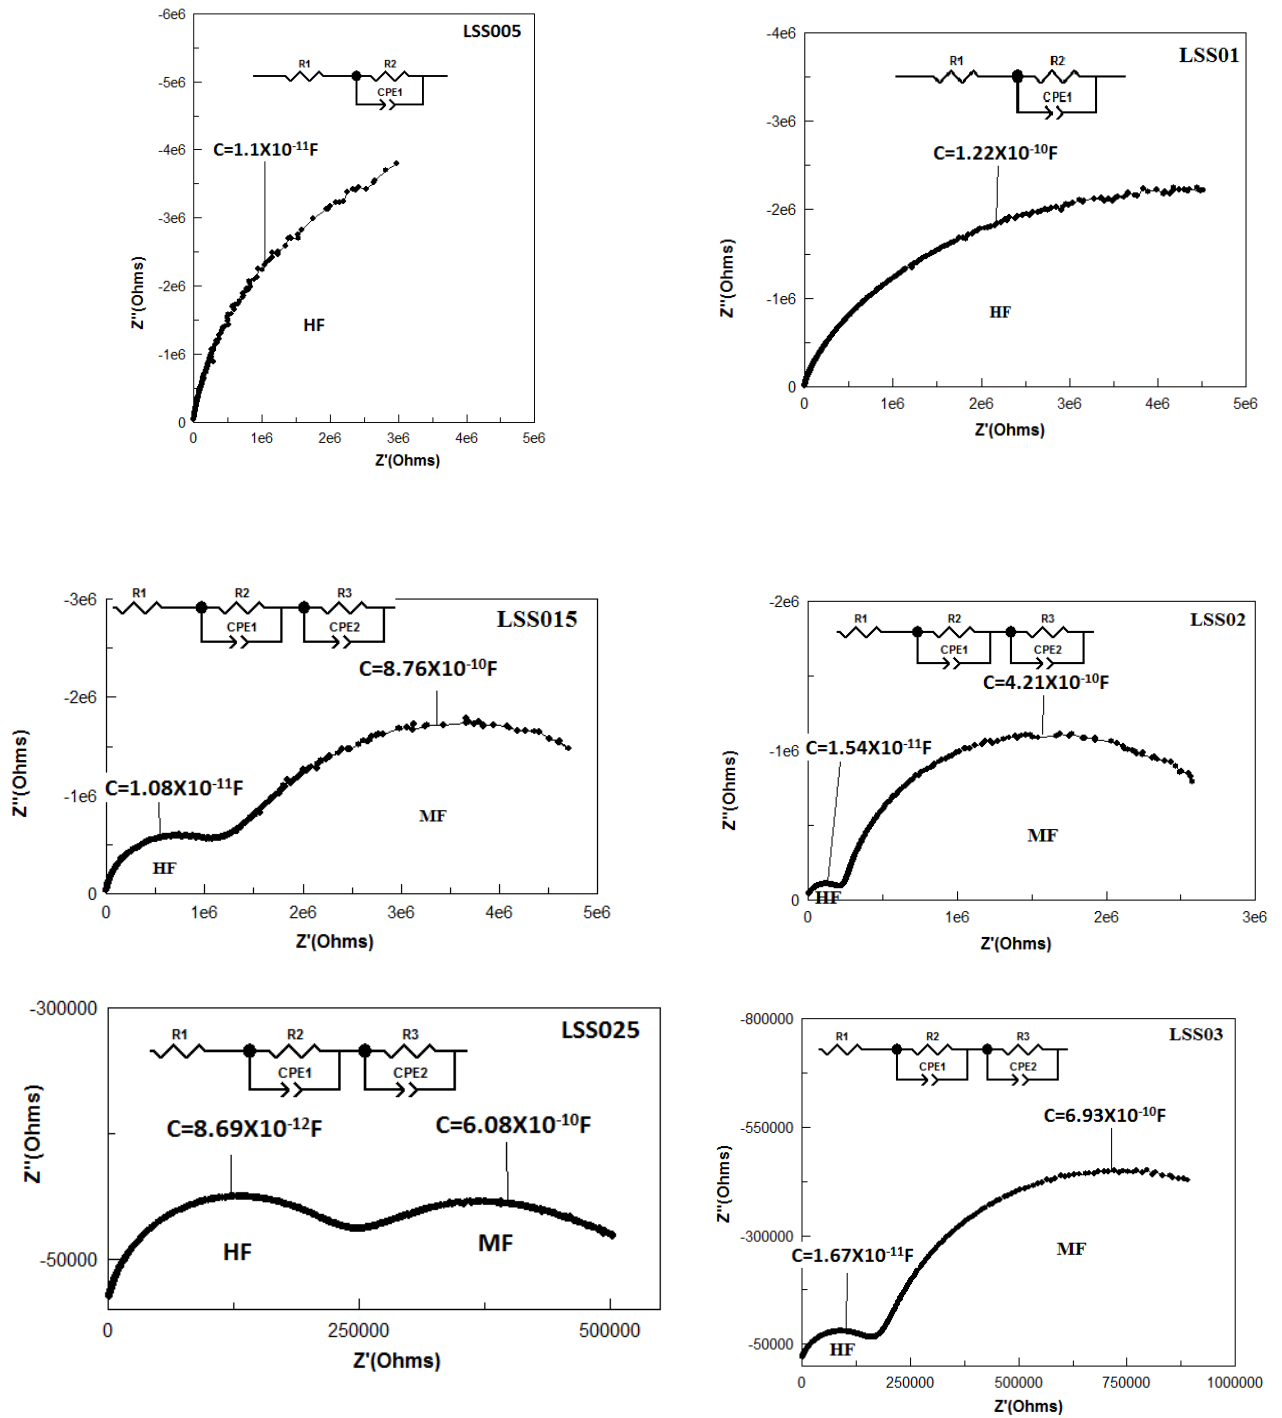 -6e6
LSS005
-5e6
R1
R2
CPE1
C=1.1X10⁻¹¹F
-4e6
-3e6
Z''(Ohms)
-2e6
HF
-1e6
0
0
1e6
2e6
3e6
4e6
5e6
Z'(Ohms)
-4e6
LSS01
R1
R2
CPE1
-3e6
C=1.22X10⁻¹⁰F
-2e6
Z''(Ohms)
-1e6
HF
0
0
1e6
2e6
3e6
4e6
5e6
Z'(Ohms)
-3e6
R1
R2
R3
CPE1
CPE2
LSS015
C=8.76X10⁻¹⁰F
-2e6
Z''(Ohms)
C=1.08X10⁻¹¹F
-1e6
MF
HF
0
0
1e6
2e6
3e6
4e6
5e6
Z'(Ohms)
-2e6
R1
R2
R3
CPE1
CPE2
LSS02
C=4.21X10⁻¹⁰F
C=1.54X10⁻¹¹F
-1e6
Z''(Ohms)
MF
HF
0
0
1e6
2e6
3e6
Z'(Ohms)
-300000
LSS025
R1
R2
R3
CPE1
CPE2
C=8.69X10⁻¹²F
C=6.08X10⁻¹⁰F
Z''(Ohms)
HF
MF
-50000
0
250000
500000
Z'(Ohms)
-800000
LSS03
R1
R2
R3
CPE1
CPE2
C=6.93X10⁻¹⁰F
-550000
Z''(Ohms)
-300000
C=1.67X10⁻¹¹F
MF
HF
-50000
0
250000
500000
750000
1000000
Z'(Ohms)